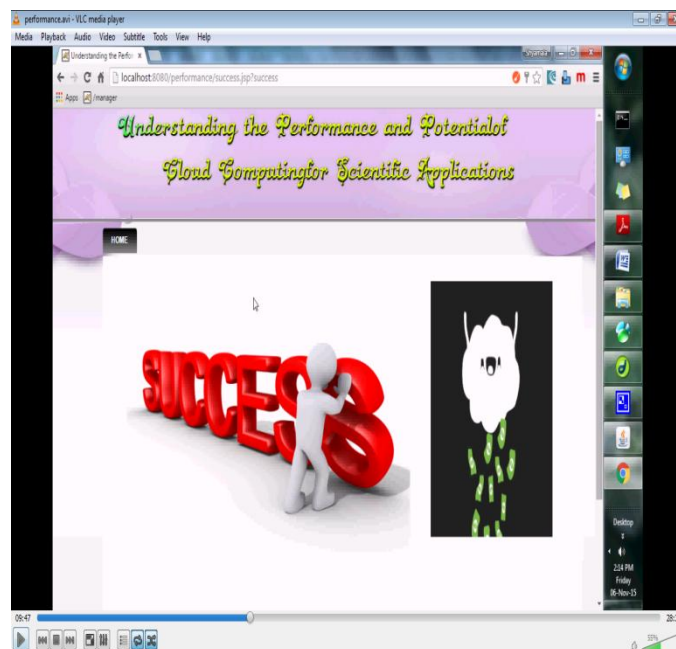 performance.avi - VLC media player
Media Playback Audio Video Subtitle Tools View Help
Understanding the Perfor
localhost:8080/performance/success.jsp?success
Apps /manager
Understanding the Performance and Potentialof
Cloud Computingfor Scientific Applications
HOME
SUCCESS
Desktop
2:14 PM
Friday
06-Nov-15
09:47
55%